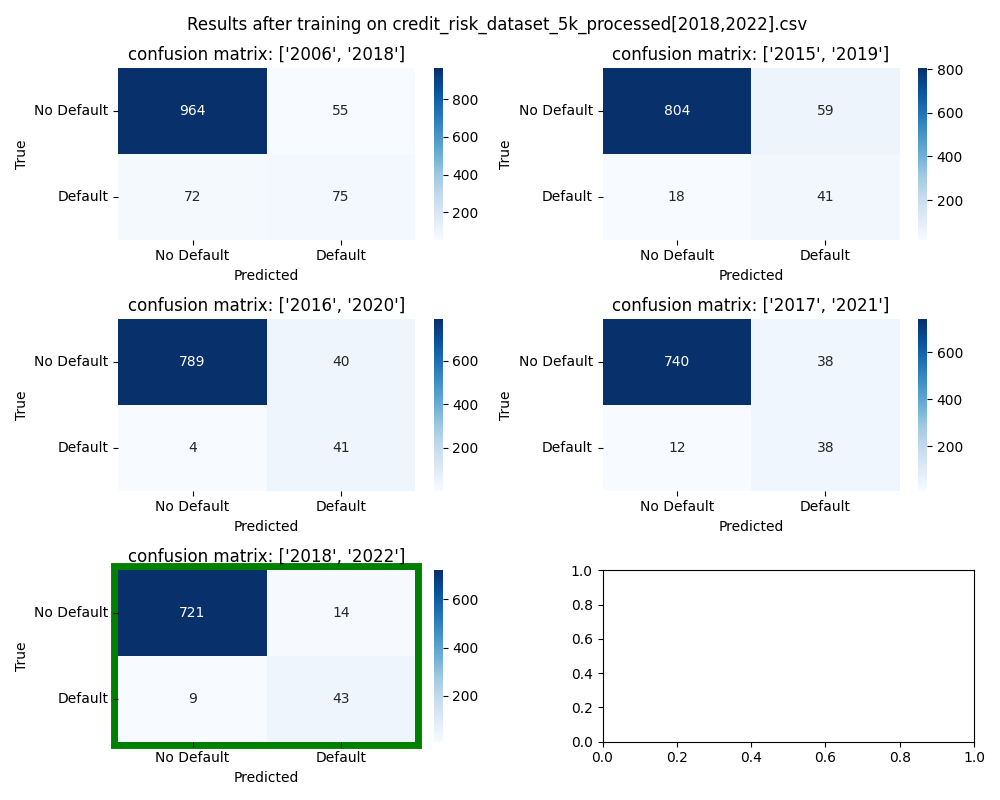 Results after training on credit_risk_dataset_5k_processed[2018,2022].csv
confusion matrix: ['2006', '2018']
No Default
Default
True
964
55
72
75
No Default
Default
Predicted
800
600
400
200
confusion matrix: ['2015', '2019']
No Default
Default
True
804
59
18
41
No Default
Default
Predicted
800
600
400
200
confusion matrix: ['2016', '2020']
No Default
Default
True
789
40
4
41
No Default
Default
Predicted
600
400
200
confusion matrix: ['2017', '2021']
No Default
Default
True
740
38
12
38
No Default
Default
Predicted
600
400
200
confusion matrix: ['2018', '2022']
No Default
Default
True
721
14
9
43
No Default
Default
Predicted
600
400
200
1.0
0.8
0.6
0.4
0.2
0.0
0.0
0.2
0.4
0.6
0.8
1.0